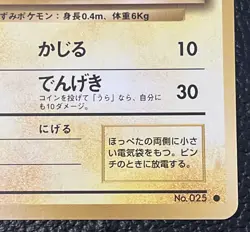 ずみポケモン：身長0.4m、体重6Kg
かじる 10
でんげき 30
コインを投げて「うら」なら、自分に
も10ダメージ。
にげる
ほっぺたの両側に小さ
い電気袋をもつ。ピ
ンチのときに放電する。
No.025